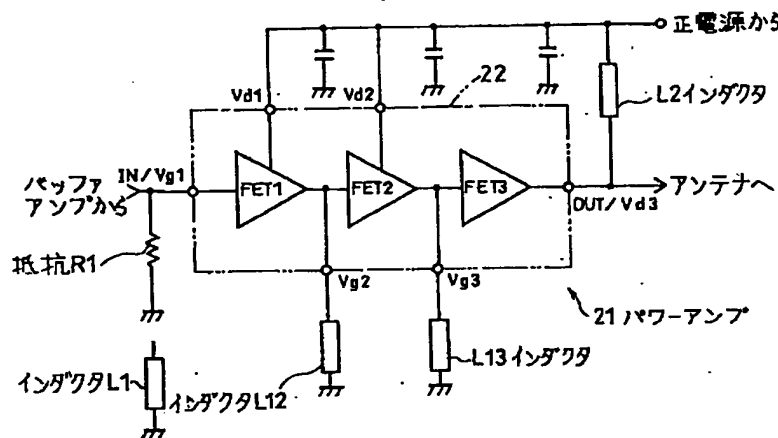 正電源から
22
Vd1
Vd2
L2インダクタ
バッファ
アンプから
IN/Vg1
FET1
FET2
FET3
アンテナへ
OUT/Vd3
抵抗R1
Vg2
Vg3
21 パワーアンプ
インダクタL1
インダクタL12
L13インダクタ